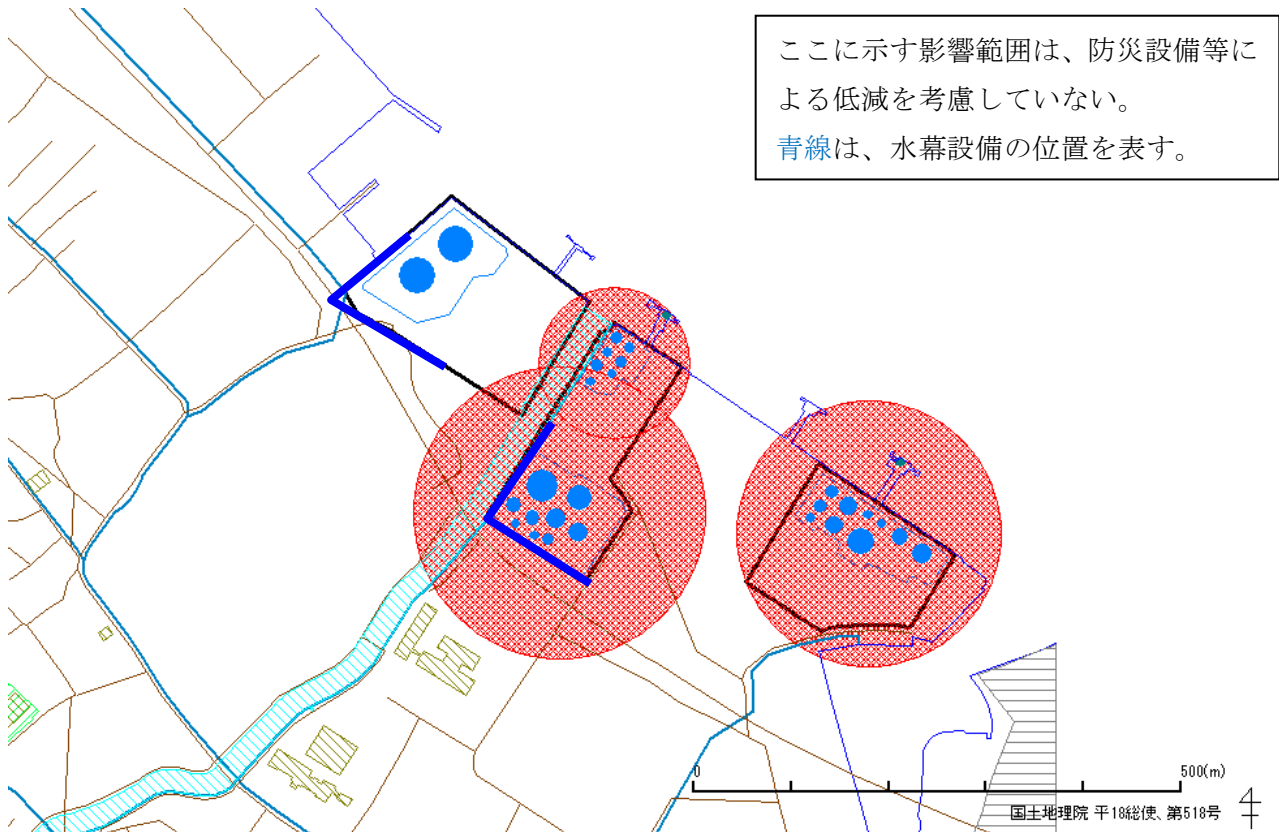 ここに示す影響範囲は、防災設備等に
よる低減を考慮していない。
青線は、水幕設備の位置を表す。
0
500(m)
国土地理院 平18総使、第518号